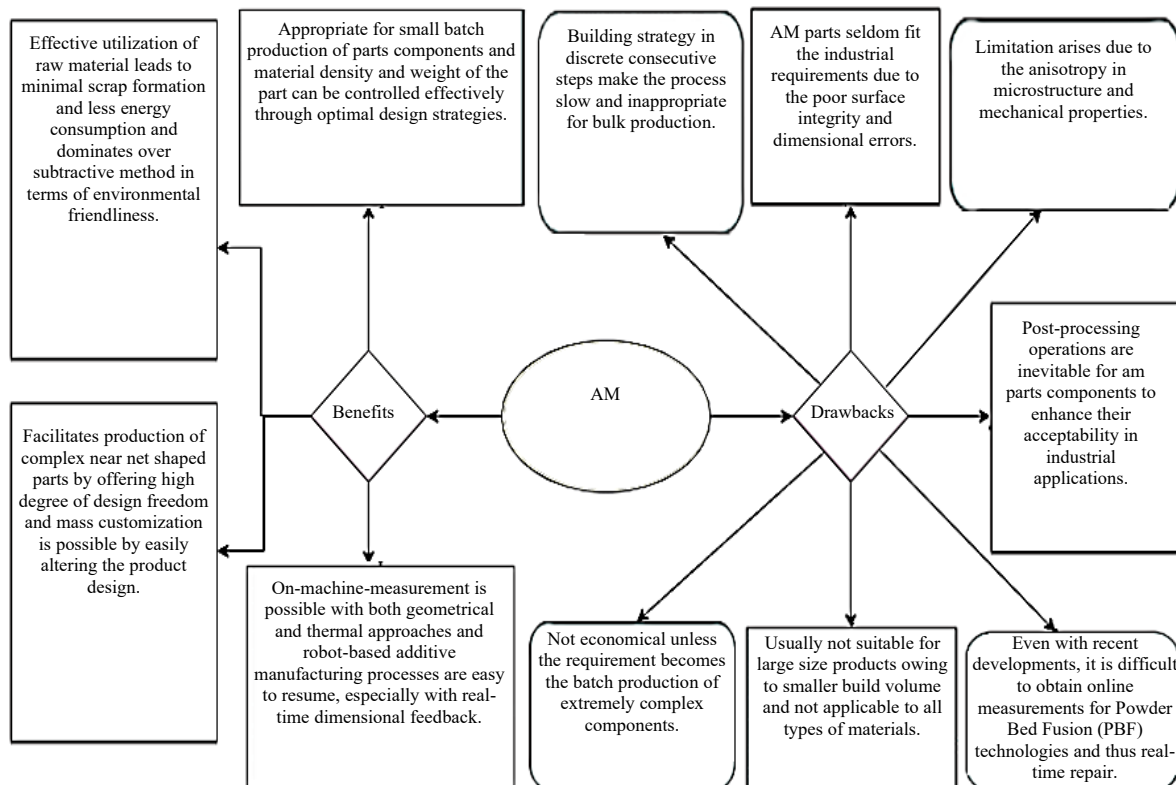 Effective utilization of
raw material leads to
minimal scrap formation
and less energy
consumption and
dominates over
subtractive method in
terms of environmental
friendliness.
Appropriate for small batch
production of parts components and
material density and weight of the
part can be controlled effectively
through optimal design strategies.
Building strategy in
discrete consecutive
steps make the process
slow and inappropriate
for bulk production.
AM parts seldom fit
the industrial
requirements due to
the poor surface
integrity and
dimensional errors.
Limitation arises due to
the anisotropy in
microstructure and
mechanical properties.
Benefits
AM
Drawbacks
Post-processing
operations are
inevitable for am
parts components to
enhance their
acceptability in
industrial
applications.
Facilitates production of
complex near net shaped
parts by offering high
degree of design freedom
and mass customization
is possible by easily
altering the product
design.
On-machine-measurement is
possible with both geometrical
and thermal approaches and
robot-based additive
manufacturing processes are easy
to resume, especially with real-
time dimensional feedback.
Not economical unless
the requirement becomes
the batch production of
extremely complex
components.
Usually not suitable for
large size products owing
to smaller build volume
and not applicable to all
types of materials.
Even with recent
developments, it is difficult
to obtain online
measurements for Powder
Bed Fusion (PBF)
technologies and thus real-
time repair.